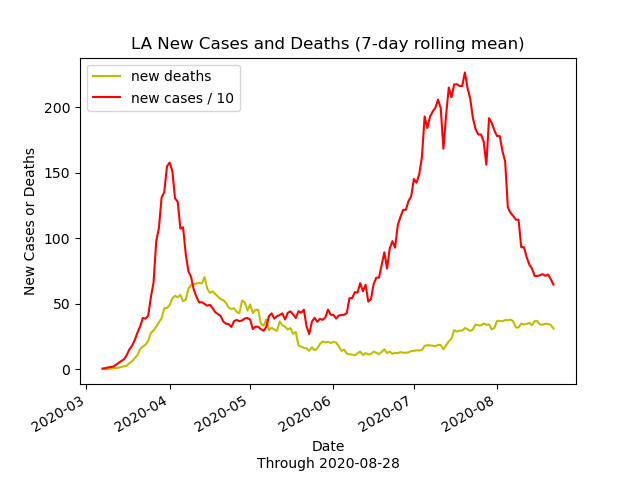 LA New Cases and Deaths (7-day rolling mean)
new deaths
new cases / 10
New Cases or Deaths
200
150
100
50
0
2020-03
2020-04
2020-05
2020-06
2020-07
2020-08
Date
Through 2020-08-28